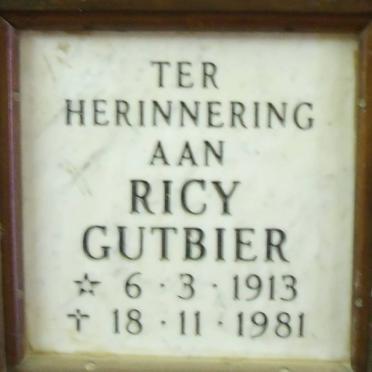 TER
HERINNERING
AAN
RICY
GUTBIER
☆ 6 · 3 · 1913
† 18 · 11 · 1981